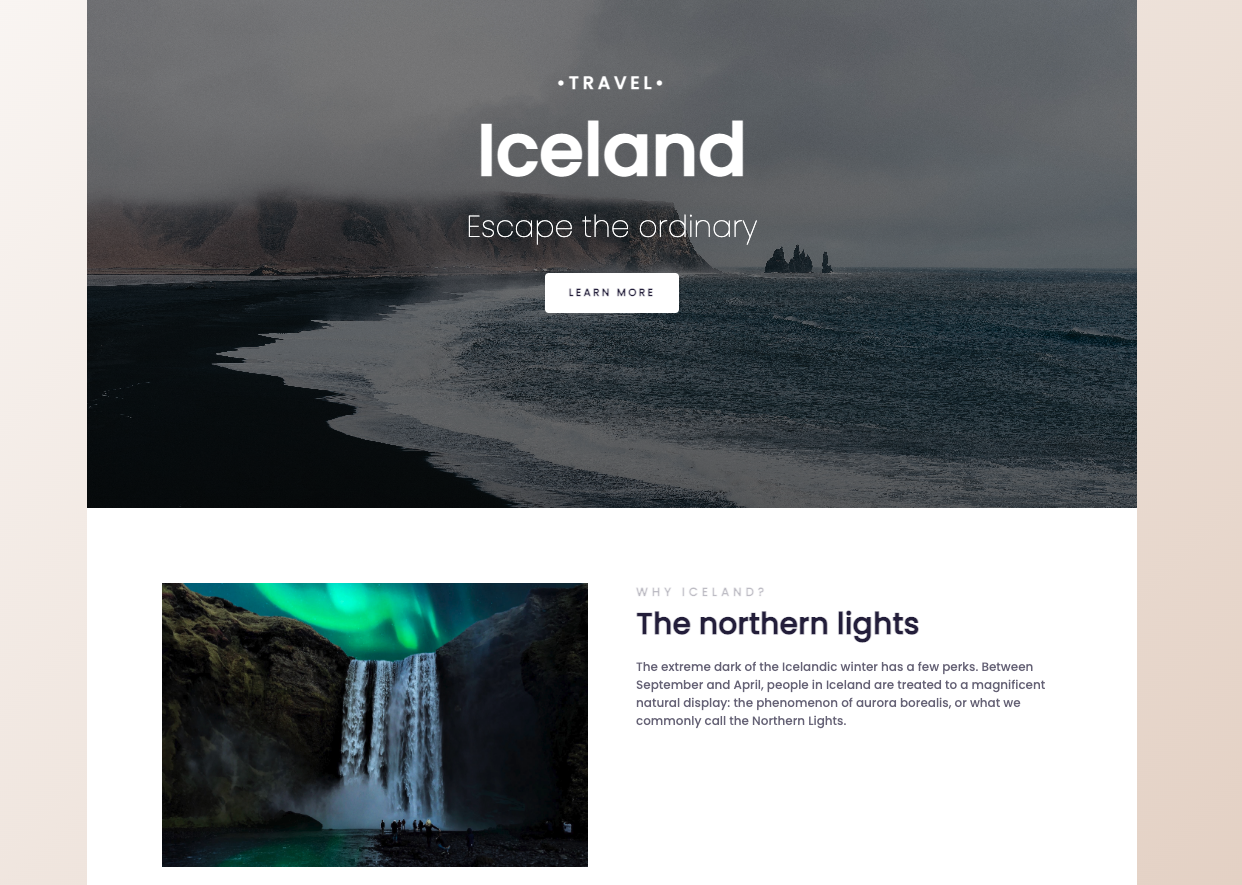 •TRAVEL•
Iceland
Escape the ordinary
LEARN MORE
WHY ICELAND?
The northern lights
The extreme dark of the Icelandic winter has a few perks. Between
September and April, people in Iceland are treated to a magnificent
natural display: the phenomenon of aurora borealis, or what we
commonly call the Northern Lights.